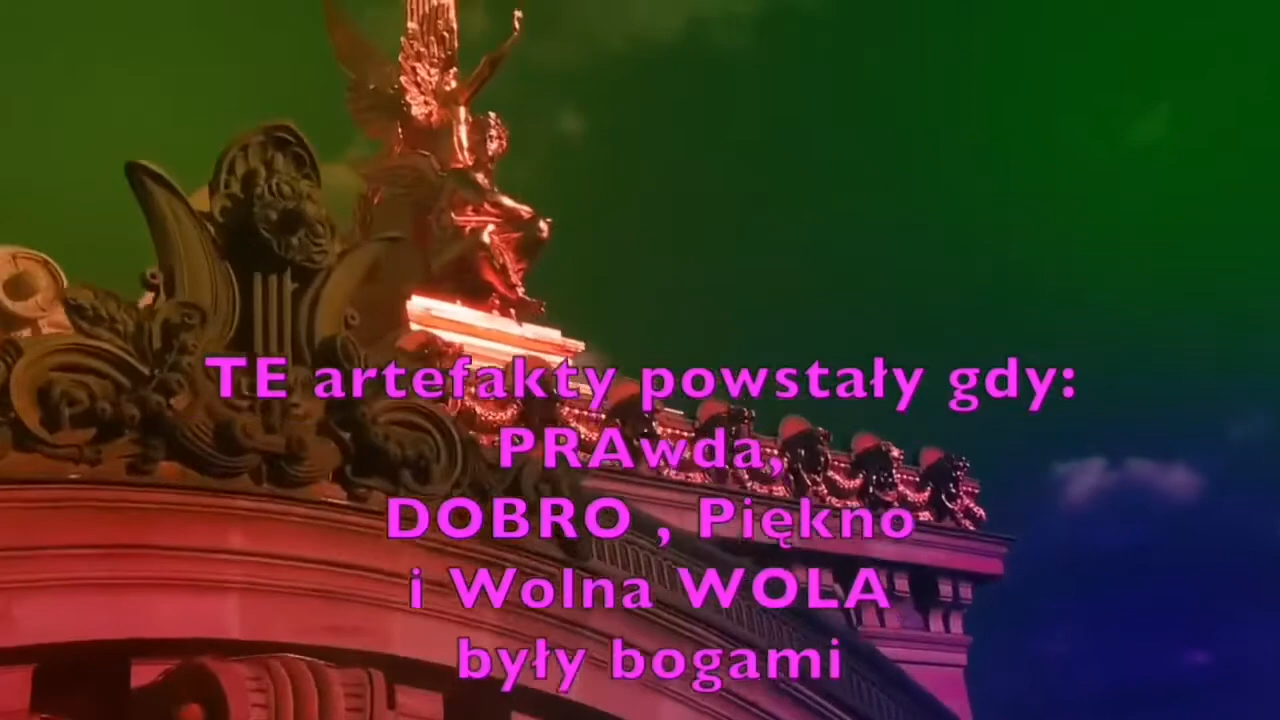 TE artefakty powstały gdy:
PRAwda,
DOBRO , Piękno
i Wolna WOLA
były bogami